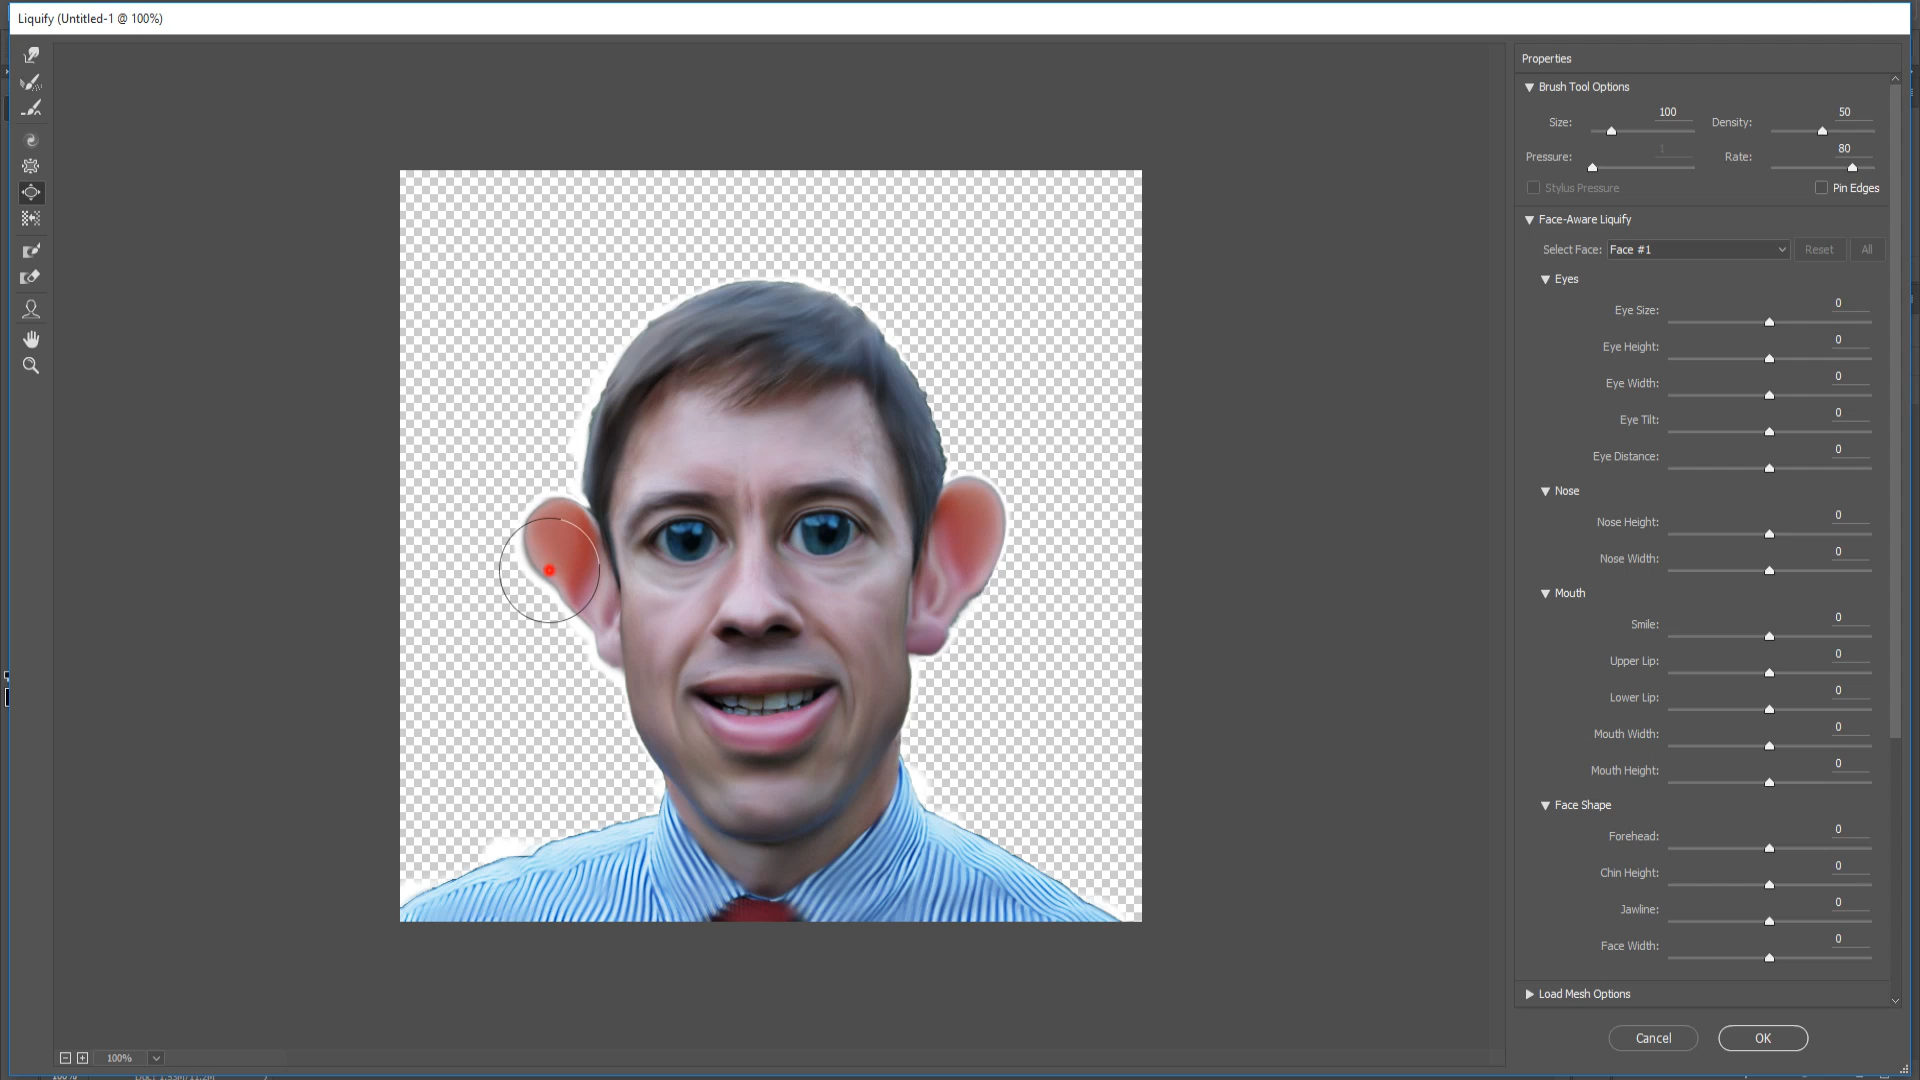 Liquify (Untitled-1 @ 100%)
Properties
Brush Tool Options
Size: 100 Density: 50
Pressure: 1 Rate: 80
Stylus Pressure Pin Edges
Face-Aware Liquify
Select Face: Face #1 Reset All
Eyes
Eye Size: 0
Eye Height: 0
Eye Width: 0
Eye Tilt: 0
Eye Distance: 0
Nose
Nose Height: 0
Nose Width: 0
Mouth
Smile: 0
Upper Lip: 0
Lower Lip: 0
Mouth Width: 0
Mouth Height: 0
Face Shape
Forehead: 0
Chin Height: 0
Jawline: 0
Face Width: 0
Load Mesh Options
Cancel OK
100%